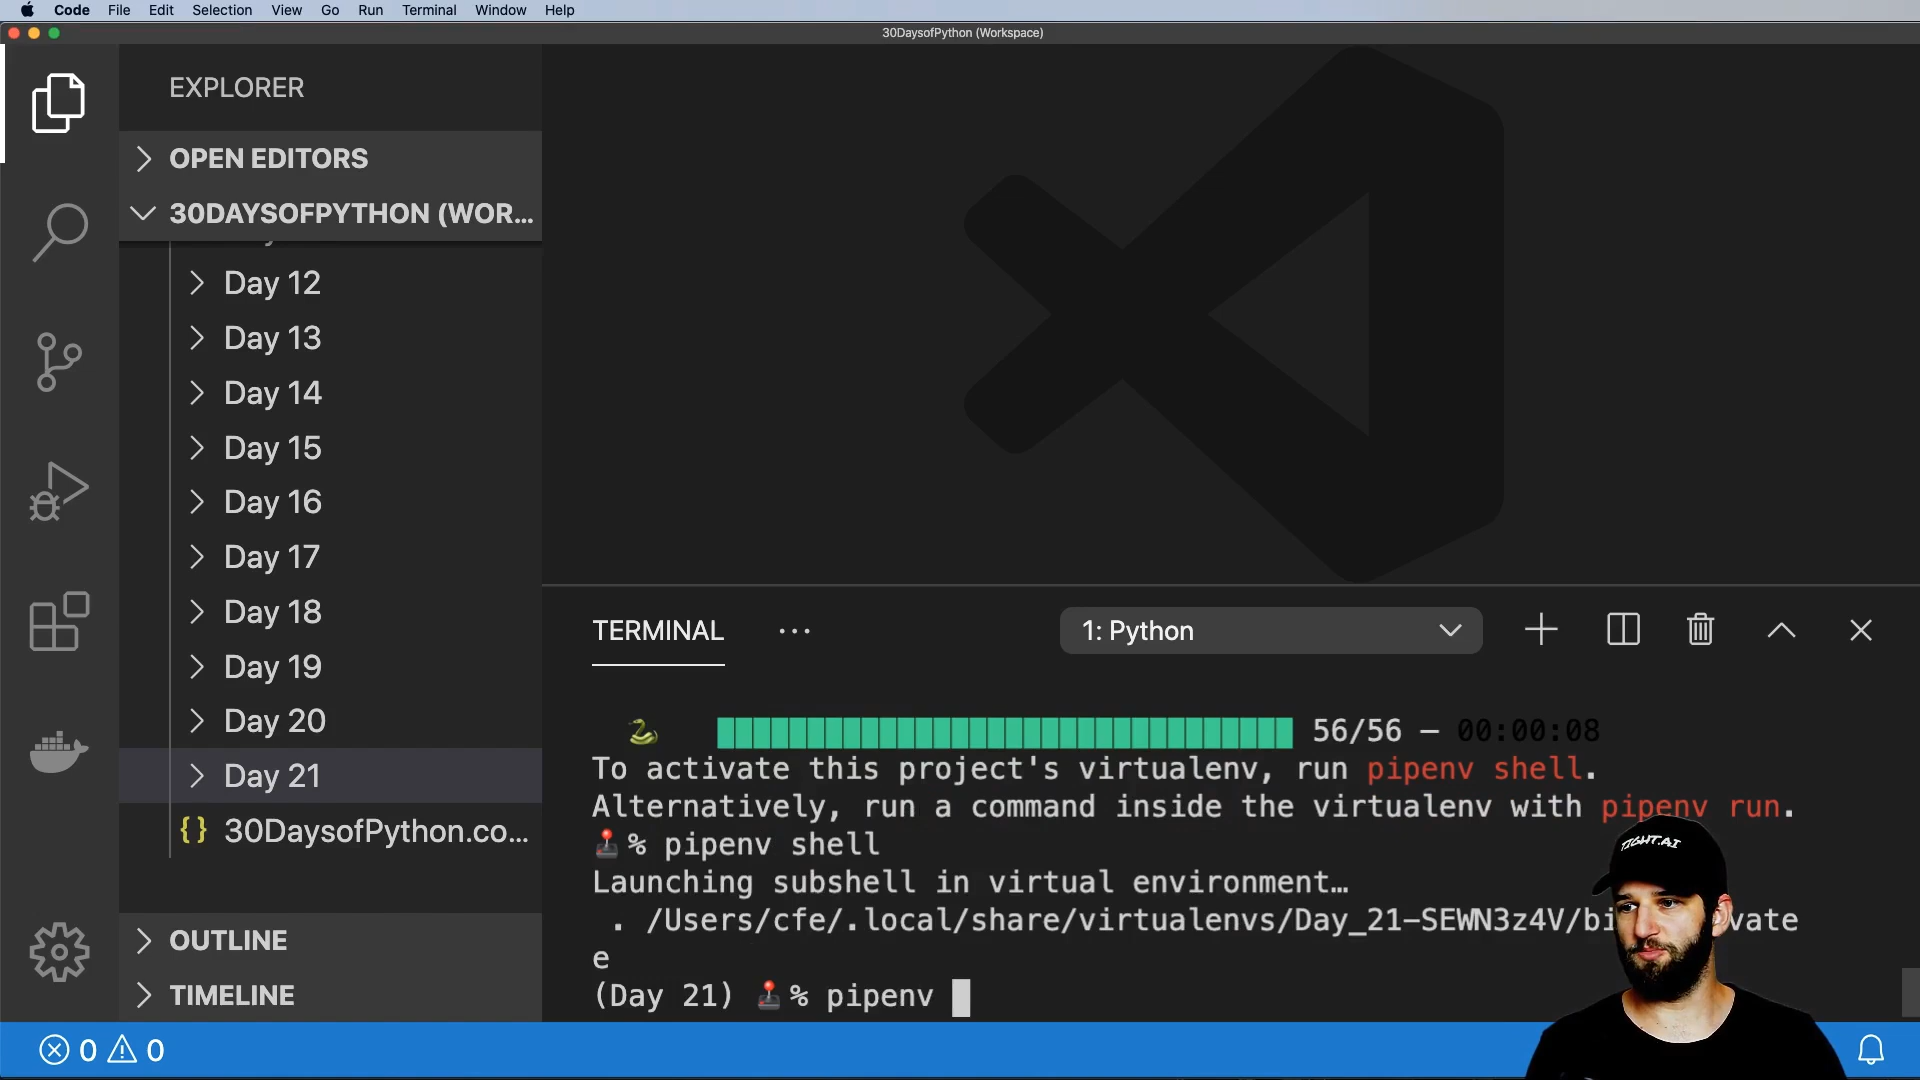 Code File Edit Selection View Go Run Terminal Window Help
30DaysofPython (Workspace)
EXPLORER
OPEN EDITORS
30DAYSOFPYTHON (WOR...
Day 12
Day 13
Day 14
Day 15
Day 16
Day 17
Day 18
Day 19
Day 20
Day 21
{} 30DaysofPython.co...
OUTLINE
TIMELINE
TERMINAL ... 1: Python
56/56 — 00:00:08
To activate this project's virtualenv, run pipenv shell.
Alternatively, run a command inside the virtualenv with pipenv run.
% pipenv shell
Launching subshell in virtual environment…
. /Users/cfe/.local/share/virtualenvs/Day_21-SEWN3z4V/bi vate
e
(Day 21) % pipenv
TIGHT.AI
0 0